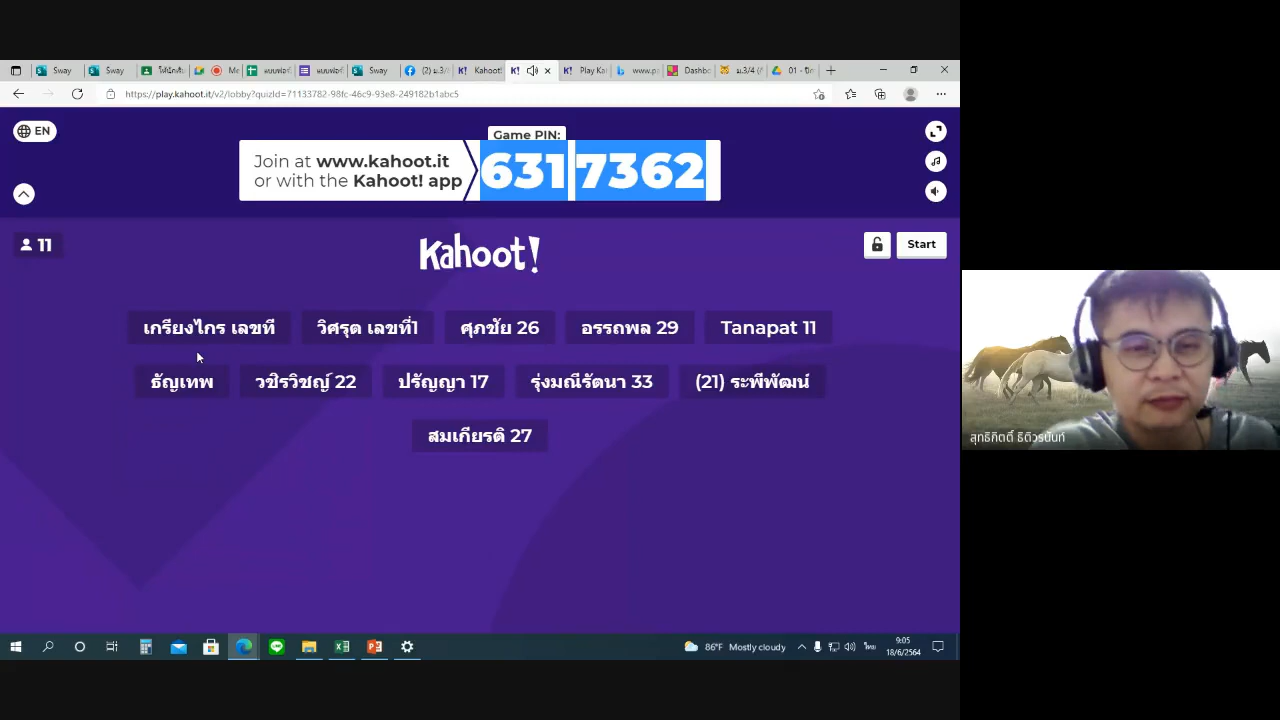 Sway
Sway
Sway
Kahoot!
Play Ka
Dashbo
EN
https://play.kahoot.it/v2/lobby?quizId=71133782-98fc-46c9-93e8-249182b1abc5
Game PIN:
Join at www.kahoot.it
or with the Kahoot! app
631 7362
11
Kahoot!
Start
เกรียงไกร เลขที่
วิศรุต เลขที่1
ศุภชัย 26
อรรถพล 29
Tanapat 11
ธัญเทพ
วชิรวิชญ์ 22
ปรัญญา 17
รุ่งมณีรัตนา 33
(21) ระพีพัฒน์
สมเกียรติ 27
สุทธิกิตติ์ ธิติวรนันท์
86°F Mostly cloudy
ไทย
9:05
18/6/2564